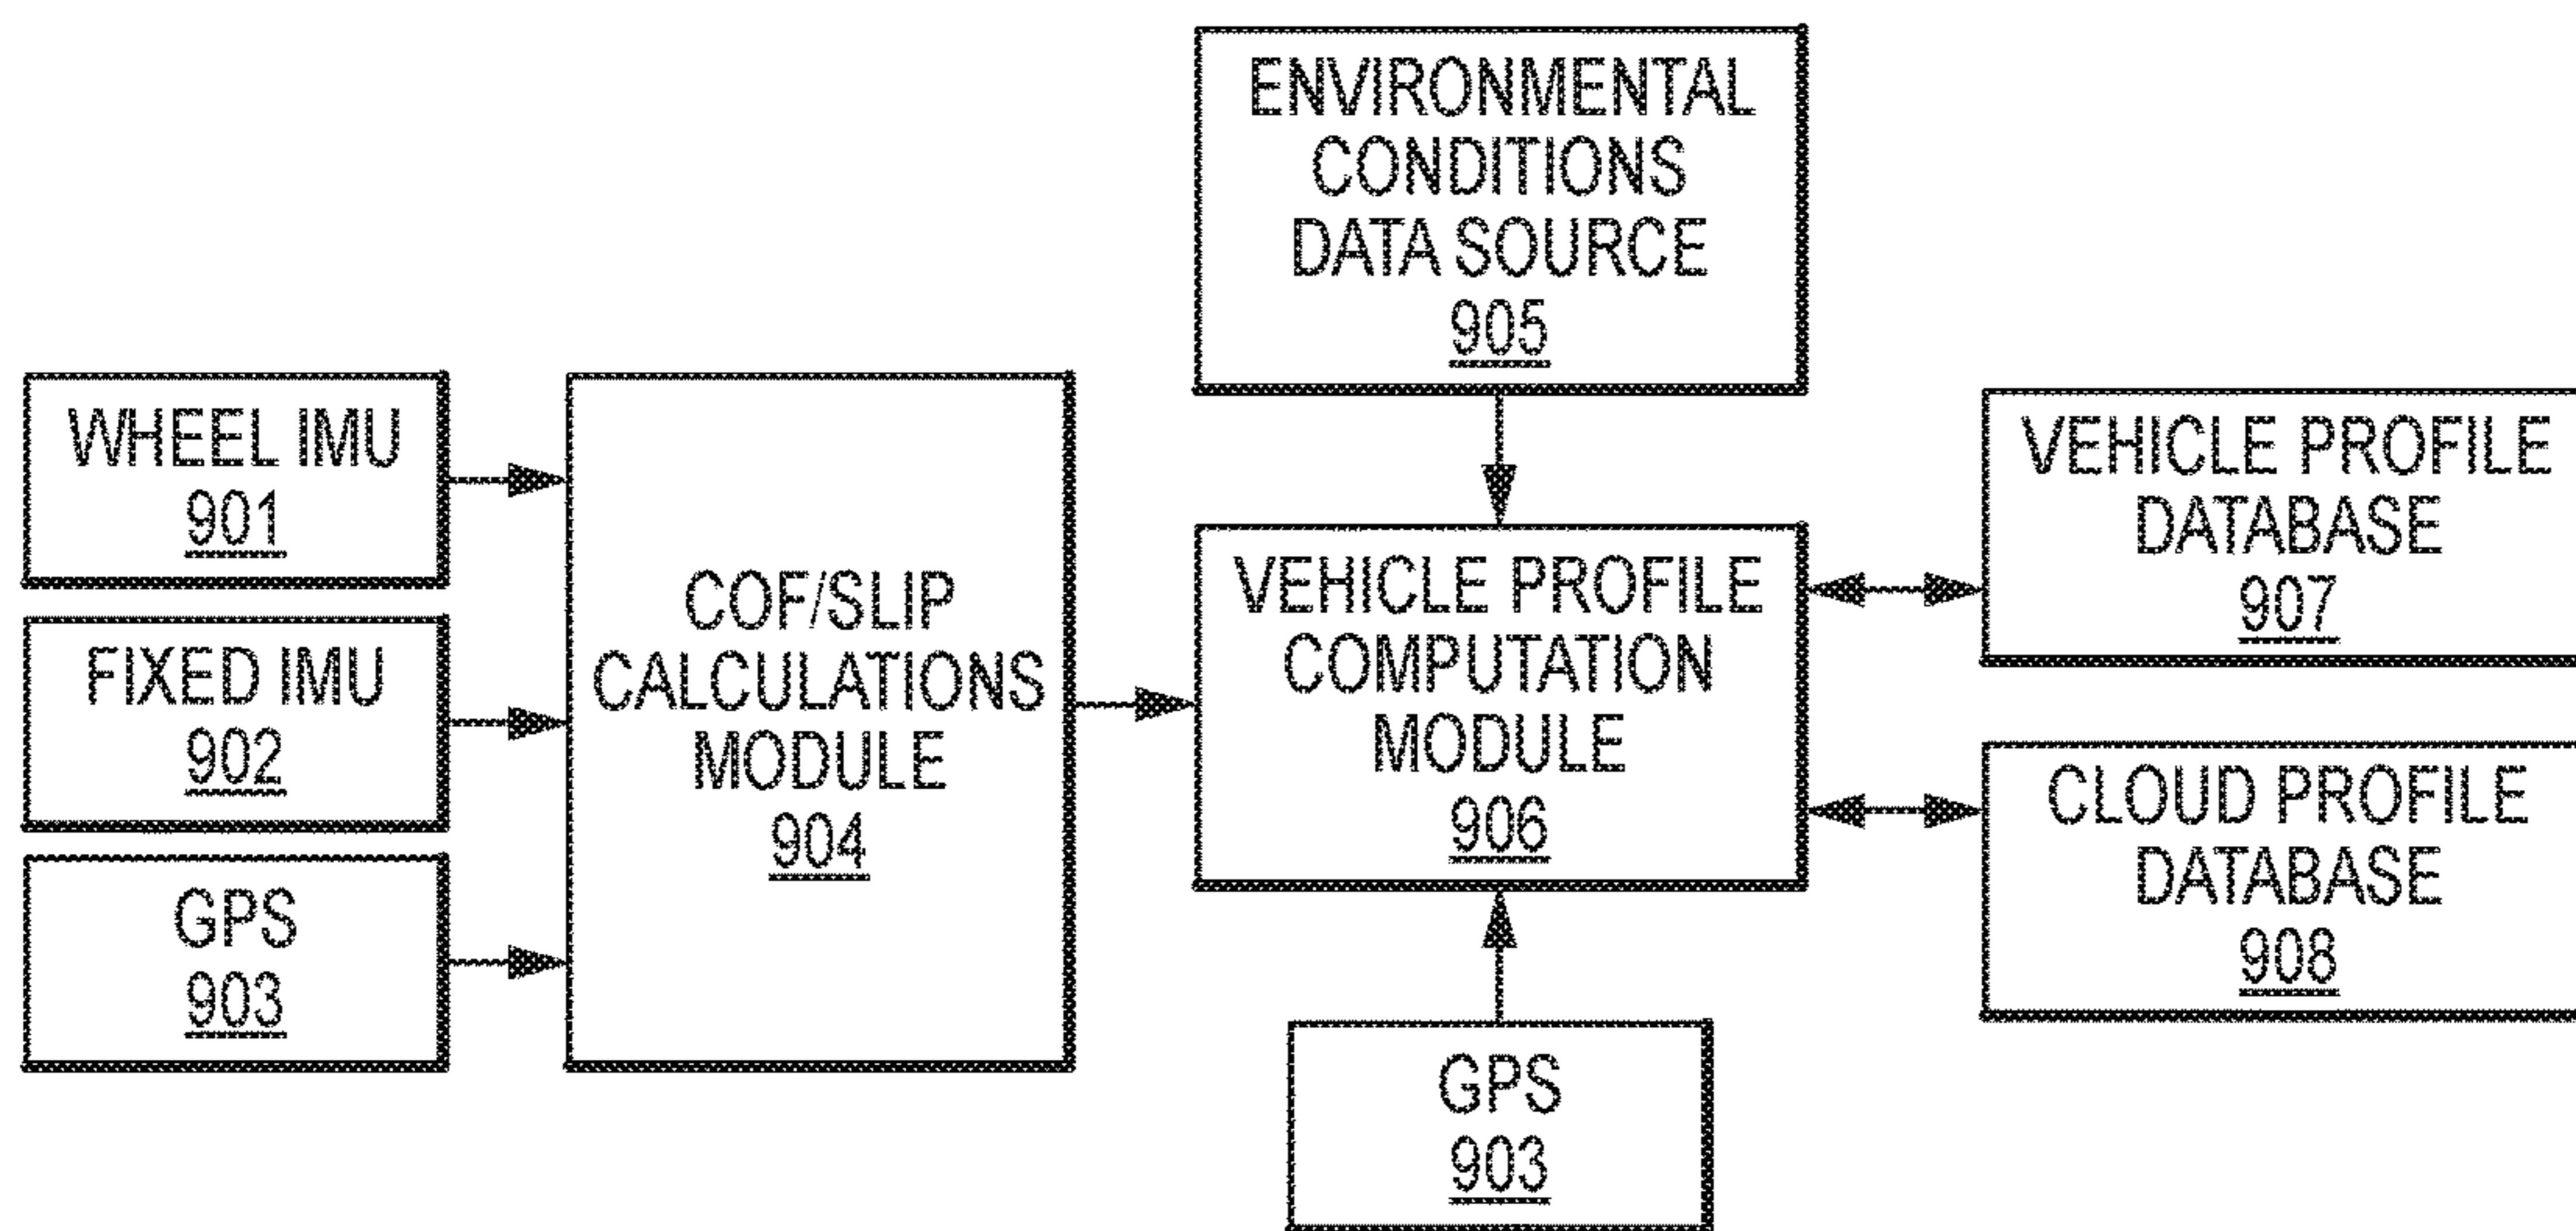 WHEEL IMU
901
FIXED IMU
902
GPS
903
COF/SLIP
CALCULATIONS
MODULE
904
ENVIRONMENTAL
CONDITIONS
DATA SOURCE
905
VEHICLE PROFILE
COMPUTATION
MODULE
906
GPS
903
VEHICLE PROFILE
DATABASE
907
CLOUD PROFILE
DATABASE
908